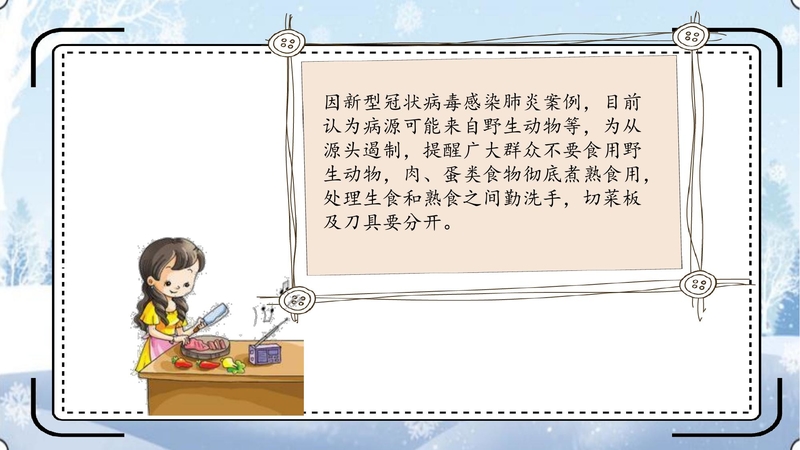 因新型冠状病毒感染肺炎案例，目前
认为病源可能来自野生动物等，为从
源头遏制，提醒广大群众不要食用野
生动物，肉、蛋类食物彻底煮熟食用，
处理生食和熟食之间勤洗手，切菜板
及刀具要分开。